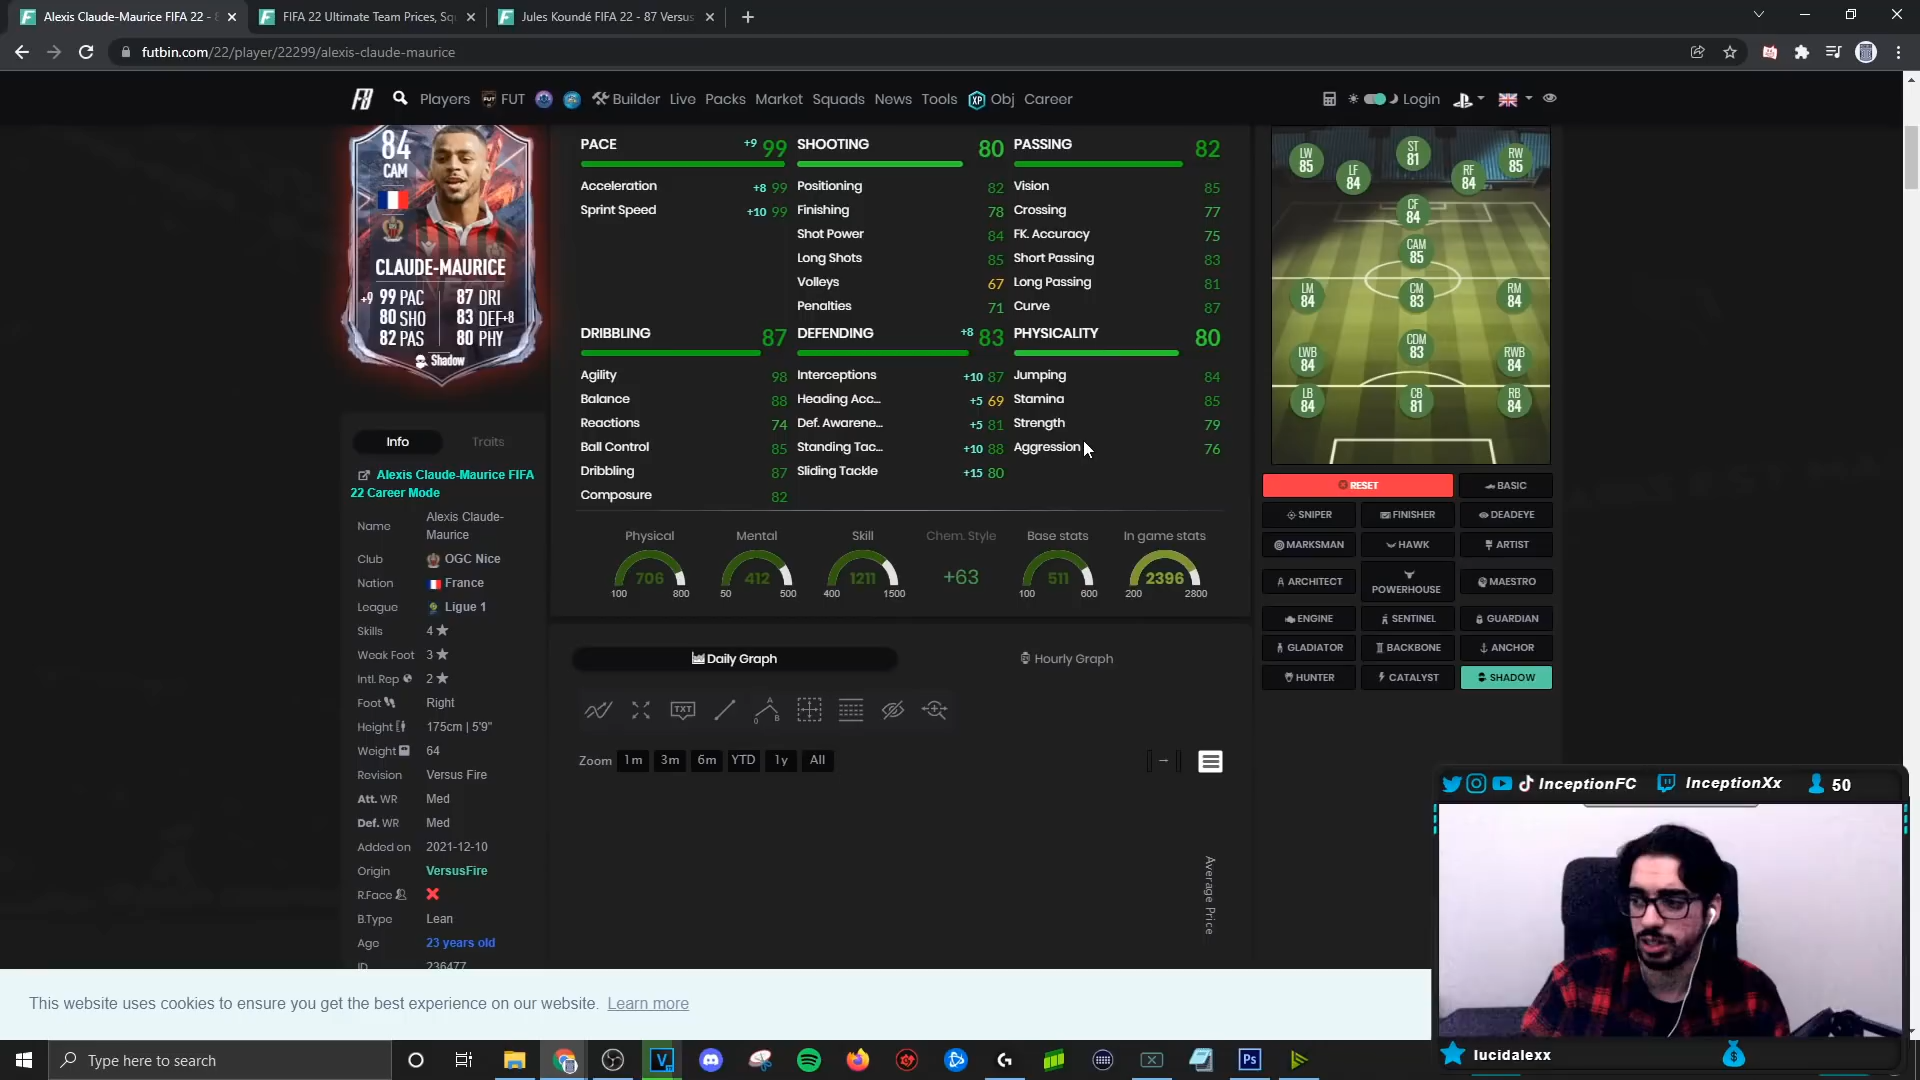 Alexis Claude-Maurice FIFA 22 - 8
FIFA 22 Ultimate Team Prices, Squ
Jules Koundé FIFA 22 - 87 Versus
futbin.com/22/player/22299/alexis-claude-maurice
Players FUT Builder Live Packs Market Squads News Tools XP Obj Career Login
84
CAM
CLAUDE-MAURICE
+9 99 PAC 87 DRI
80 SHO 83 DEF+8
82 PAS 80 PHY
Shadow
PACE +9 99
Acceleration +8 99
Sprint Speed +10 99
SHOOTING 80
Positioning 82
Finishing 78
Shot Power 84
Long Shots 85
Volleys 67
Penalties 71
PASSING 82
Vision 85
Crossing 77
FK. Accuracy 75
Short Passing 83
Long Passing 81
Curve 87
DRIBBLING 87
Agility 98
Balance 88
Reactions 74
Ball Control 85
Dribbling 87
Composure 82
DEFENDING +8 83
Interceptions +10 87
Heading Acc... +5 69
Def. Awarene... +5 81
Standing Tac... +10 88
Sliding Tackle +15 80
PHYSICALITY 80
Jumping 84
Stamina 85
Strength 79
Aggression 76
Physical
706
100 800
Mental
412
50 500
Skill
1211
400 1500
Chem. Style
+63
Base stats
511
100 600
In game stats
2396
200 2800
LW 85
LF 84
ST 81
RF 84
RW 85
CF 84
CAM 85
LM 84
CM 83
RM 84
CDM 83
LWB 84
RWB 84
LB 84
CB 81
RB 84
RESET BASIC
SNIPER FINISHER DEADEYE
MARKSMAN HAWK ARTIST
ARCHITECT POWERHOUSE MAESTRO
ENGINE SENTINEL GUARDIAN
GLADIATOR BACKBONE ANCHOR
HUNTER CATALYST SHADOW
Info Traits
Alexis Claude-Maurice FIFA
22 Career Mode
Name Alexis Claude-
Maurice
Club OGC Nice
Nation France
League Ligue 1
Skills 4
Weak Foot 3
Intl. Rep 2
Foot Right
Height 175cm | 5'9"
Weight 64
Revision Versus Fire
Att. WR Med
Def. WR Med
Added on 2021-12-10
Origin VersusFire
R.Face
B.Type Lean
Age 23 years old
ID 236477
Daily Graph Hourly Graph
TXT
Zoom 1m 3m 6m YTD 1y All
→
Average Price
InceptionFC InceptionXx 50
lucidalexx
This website uses cookies to ensure you get the best experience on our website. Learn more
Type here to search
Ps